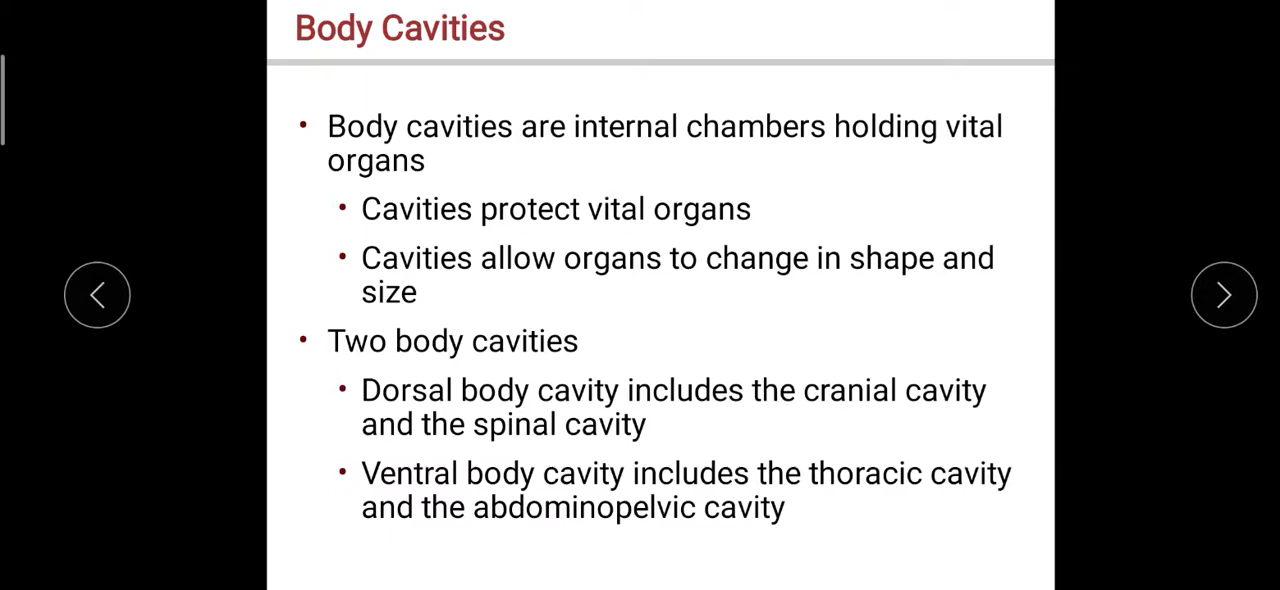 Body Cavities
• Body cavities are internal chambers holding vital
organs
• Cavities protect vital organs
• Cavities allow organs to change in shape and
size
• Two body cavities
• Dorsal body cavity includes the cranial cavity
and the spinal cavity
• Ventral body cavity includes the thoracic cavity
and the abdominopelvic cavity